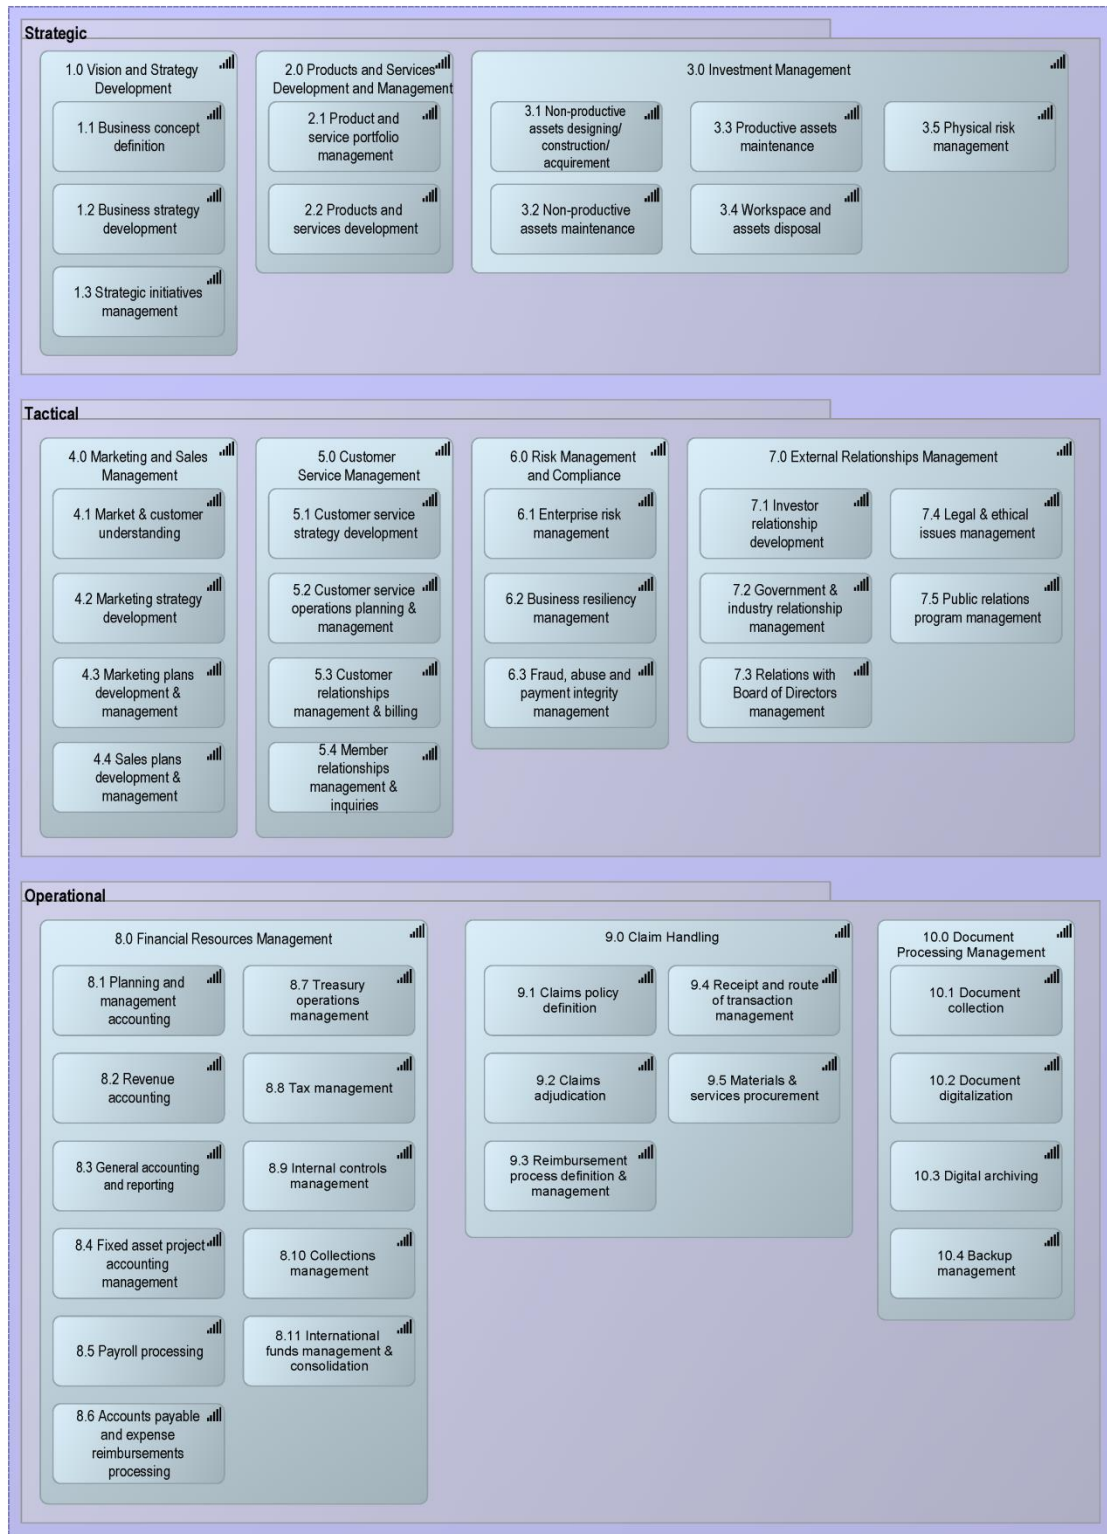 Strategic
1.0 Vision and Strategy
Development
1.1 Business concept
definition
1.2 Business strategy
development
1.3 Strategic initiatives
management
2.0 Products and Services
Development and Management
2.1 Product and
service portfolio
management
2.2 Products and
services development
3.0 Investment Management
3.1 Non-productive
assets designing/
construction/
acquirement
3.2 Non-productive
assets maintenance
3.3 Productive assets
maintenance
3.4 Workspace and
assets disposal
3.5 Physical risk
management
Tactical
4.0 Marketing and Sales
Management
4.1 Market & customer
understanding
4.2 Marketing strategy
development
4.3 Marketing plans
development &
management
4.4 Sales plans
development &
management
5.0 Customer
Service Management
5.1 Customer service
strategy development
5.2 Customer service
operations planning &
management
5.3 Customer
relationships
management & billing
5.4 Member
relationships
management &
inquiries
6.0 Risk Management
and Compliance
6.1 Enterprise risk
management
6.2 Business resiliency
management
6.3 Fraud, abuse and
payment integrity
management
7.0 External Relationships Management
7.1 Investor
relationship
development
7.2 Government &
industry relationship
management
7.3 Relations with
Board of Directors
management
7.4 Legal & ethical
issues management
7.5 Public relations
program management
Operational
8.0 Financial Resources Management
8.1 Planning and
management
accounting
8.2 Revenue
accounting
8.3 General accounting
and reporting
8.4 Fixed asset project
accounting
management
8.5 Payroll processing
8.6 Accounts payable
and expense
reimbursements
processing
8.7 Treasury
operations
management
8.8 Tax management
8.9 Internal controls
management
8.10 Collections
management
8.11 International
funds management &
consolidation
9.0 Claim Handling
9.1 Claims policy
definition
9.2 Claims
adjudication
9.3 Reimbursement
process definition &
management
9.4 Receipt and route
of transaction
management
9.5 Materials &
services procurement
10.0 Document
Processing Management
10.1 Document
collection
10.2 Document
digitalization
10.3 Digital archiving
10.4 Backup
management